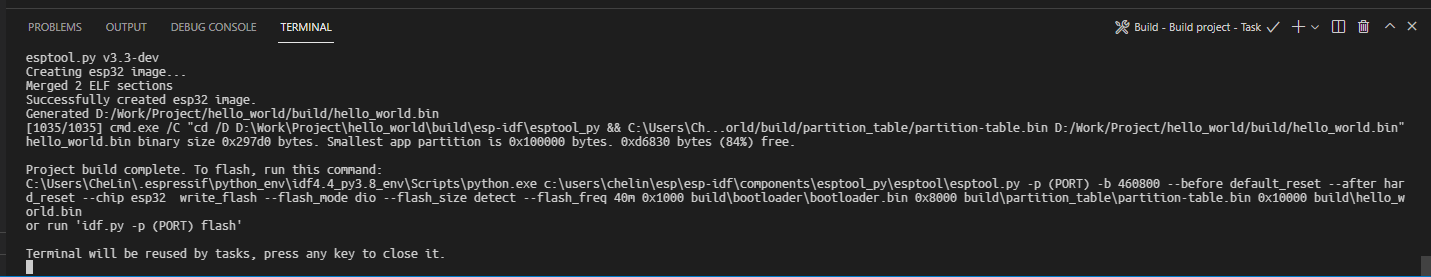 PROBLEMS OUTPUT DEBUG CONSOLE TERMINAL Build - Build project - Task
esptool.py v3.3-dev
Creating esp32 image...
Merged 2 ELF sections
Successfully created esp32 image.
Generated D:/Work/Project/hello_world/build/hello_world.bin
[1035/1035] cmd.exe /C "cd /D D:\Work\Project\hello_world\build\esp-idf\esptool_py && C:\Users\Ch...orld/build/partition_table/partition-table.bin D:/Work/Project/hello_world/build/hello_world.bin"
hello_world.bin binary size 0x297d0 bytes. Smallest app partition is 0x100000 bytes. 0xd6830 bytes (84%) free.
Project build complete. To flash, run this command:
C:\Users\CheLin\.espressif\python_env\idf4.4_py3.8_env\Scripts\python.exe c:\users\chelin\esp\esp-idf\components\esptool_py\esptool\esptool.py -p (PORT) -b 460800 --before default_reset --after har
d_reset --chip esp32  write_flash --flash_mode dio --flash_size detect --flash_freq 40m 0x1000 build\bootloader\bootloader.bin 0x8000 build\partition_table\partition-table.bin 0x10000 build\hello_w
orld.bin
or run 'idf.py -p (PORT) flash'
Terminal will be reused by tasks, press any key to close it.